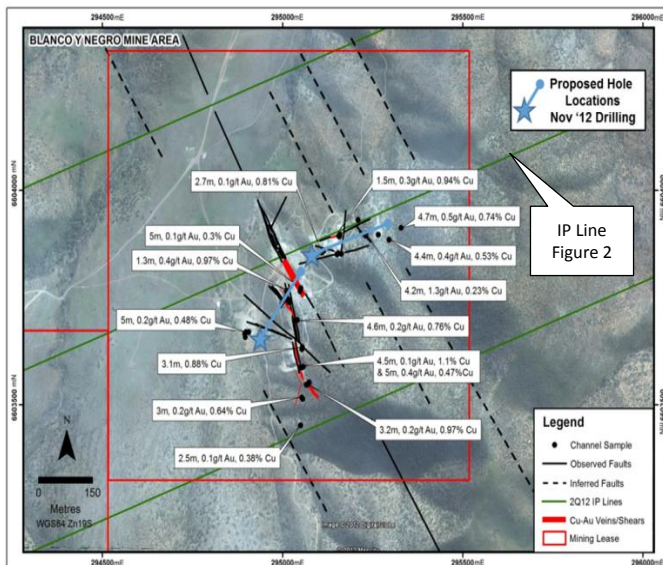 294500mE
295000mE
295500mE
296000mE
BLANCO Y NEGRO MINE AREA
Proposed Hole
Locations
Nov '12 Drilling
6604000 mN
2.7m, 0.1g/t Au, 0.81% Cu
1.5m, 0.3g/t Au, 0.94% Cu
IP Line
Figure 2
5m, 0.1g/t Au, 0.3% Cu
4.7m, 0.5g/t Au, 0.74% Cu
1.3m, 0.4g/t Au, 0.97% Cu
4.4m, 0.4g/t Au, 0.53% Cu
4.2m, 1.3g/t Au, 0.23% Cu
5m, 0.2g/t Au, 0.48% Cu
4.6m, 0.2g/t Au, 0.76% Cu
3.1m, 0.88% Cu
4.5m, 0.1g/t Au, 1.1% Cu
& 5m, 0.4g/t Au, 0.47% Cu
6603500 mN
3m, 0.2g/t Au, 0.64% Cu
3.2m, 0.2g/t Au, 0.97% Cu
2.5m, 0.1g/t Au, 0.38% Cu
N
0 150
Metres
WGS84 Zn19S
Legend
Channel Sample
Observed Faults
Inferred Faults
2Q12 IP Lines
Cu-Au Veins/Shears
Mining Lease
294500mE
295000mE
295500mE
296000mE